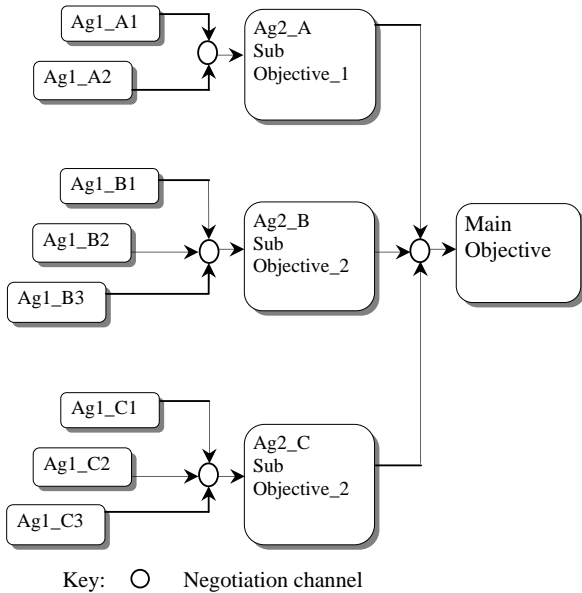 Ag1_A1
Ag1_A2
Ag2_A
Sub
Objective_1
Ag1_B1
Ag1_B2
Ag1_B3
Ag2_B
Sub
Objective_2
Main
Objective
Ag1_C1
Ag1_C2
Ag1_C3
Ag2_C
Sub
Objective_2
Key: Negotiation channel